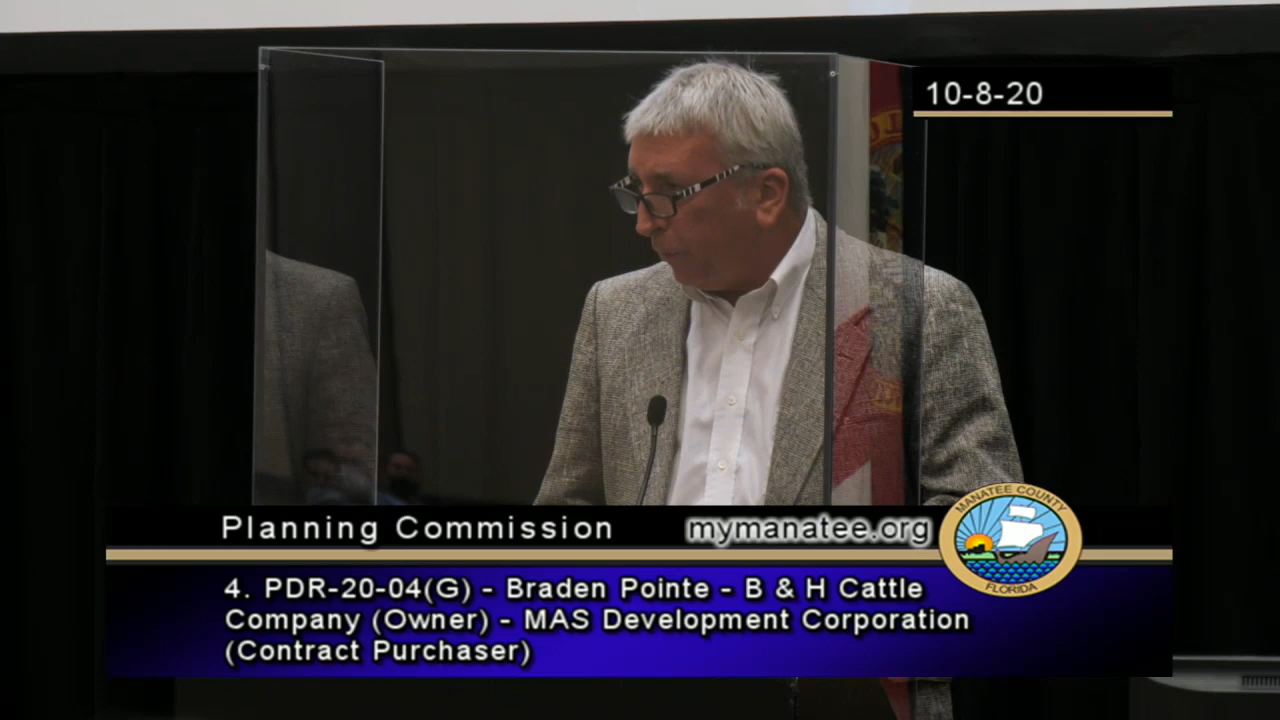 10-8-20
Planning Commission
mymanatee.org
MANATEE COUNTY
FLORIDA
4. PDR-20-04(G) - Braden Pointe - B & H Cattle
Company (Owner) - MAS Development Corporation
(Contract Purchaser)